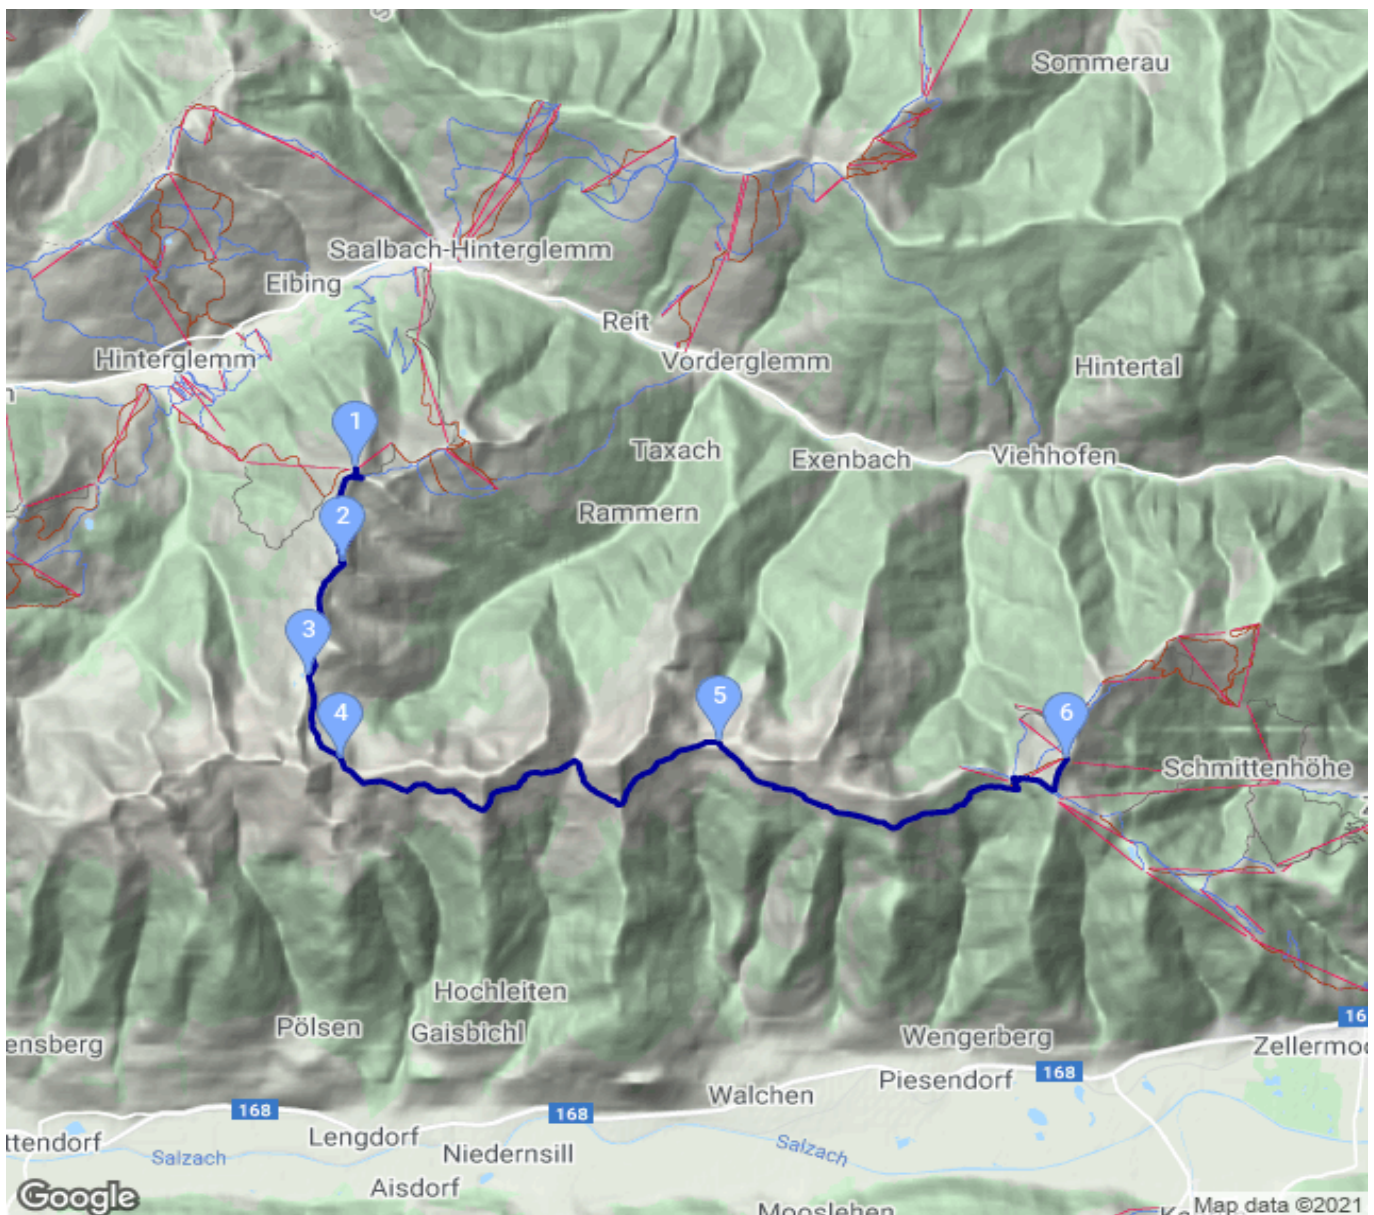 Sommerau
Saalbach-Hinterglemm
Eibing
Reit
Hinterglemm
Vorderglemm
Hintertal
1
Taxach
Exenbach
Viehhofen
2
Rammern
3
4
5
6
Schmittenhöhe
Hochleiten
Pölsen
Gaisbichl
ensberg
Wengerberg
16
Zellermo
168
Piesendorf
Walchen
168
168
Lengdorf
ttendorf
Niedernsill
Salzach
Salzach
Aisdorf
Google
Mooslehen
Map data ©2021